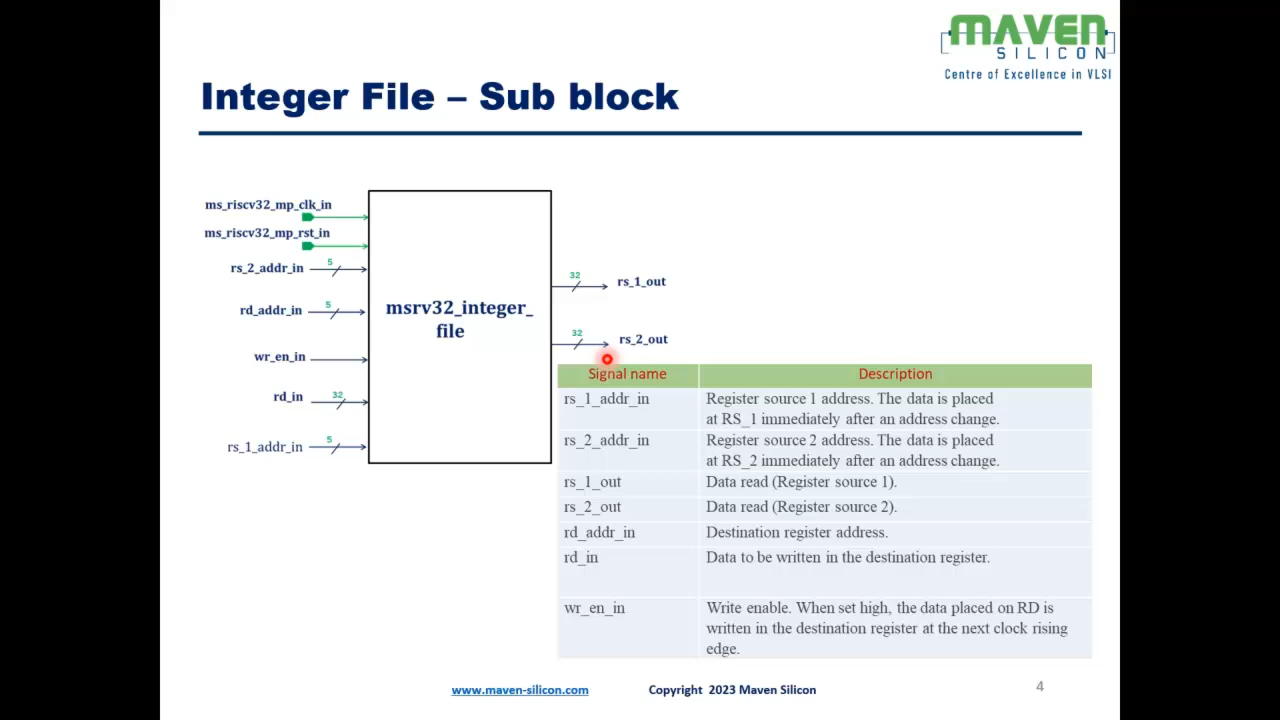 MAVEN
SILICON
Centre of Excellence in VLSI
Integer File – Sub block
ms_riscv32_mp_clk_in
ms_riscv32_mp_rst_in
rs_2_addr_in 5
rd_addr_in 5
wr_en_in
rd_in 32
rs_1_addr_in 5
msrv32_integer_
file
32 rs_1_out
32 rs_2_out
Signal name Description
rs_1_addr_in Register source 1 address. The data is placed
at RS_1 immediately after an address change.
rs_2_addr_in Register source 2 address. The data is placed
at RS_2 immediately after an address change.
rs_1_out Data read (Register source 1).
rs_2_out Data read (Register source 2).
rd_addr_in Destination register address.
rd_in Data to be written in the destination register.
wr_en_in Write enable. When set high, the data placed on RD is
written in the destination register at the next clock rising
edge.
www.maven-silicon.com Copyright 2023 Maven Silicon 4